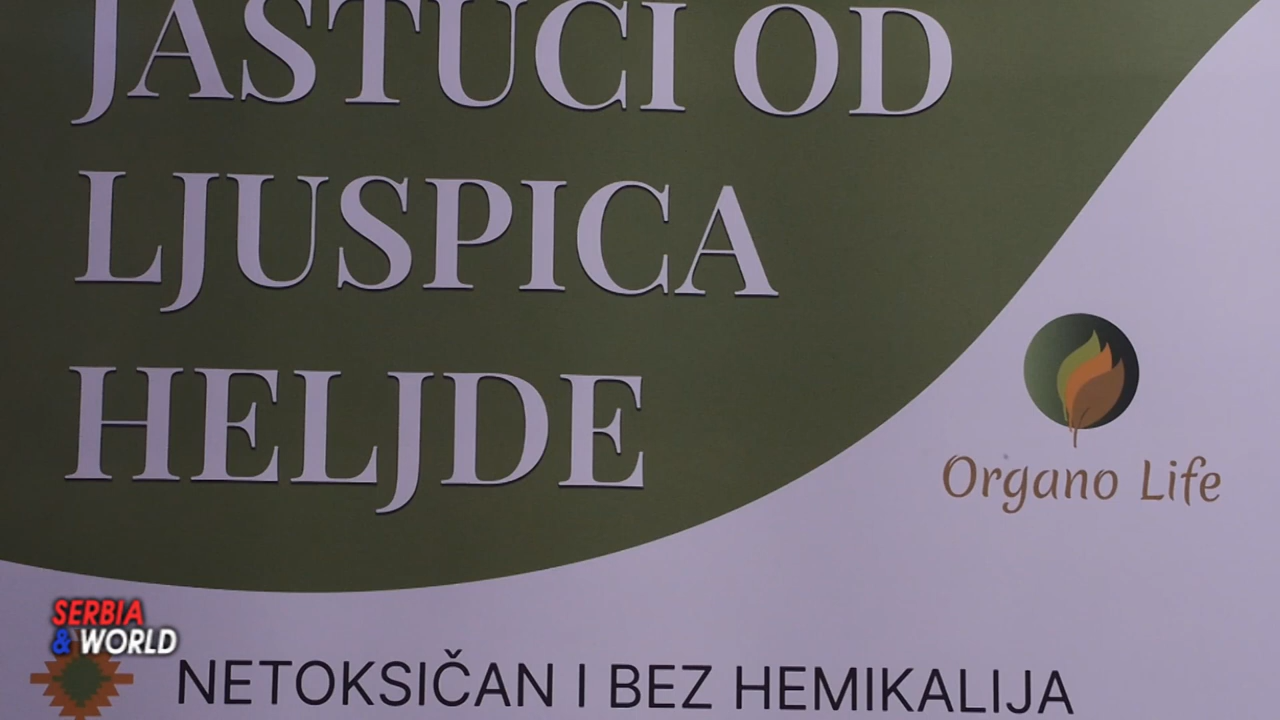 JASTUCI OD
LJUSPICA
HELJDE
Organo Life
SERBIA
& WORLD
NETOKSIČAN I BEZ HEMIKALIJA